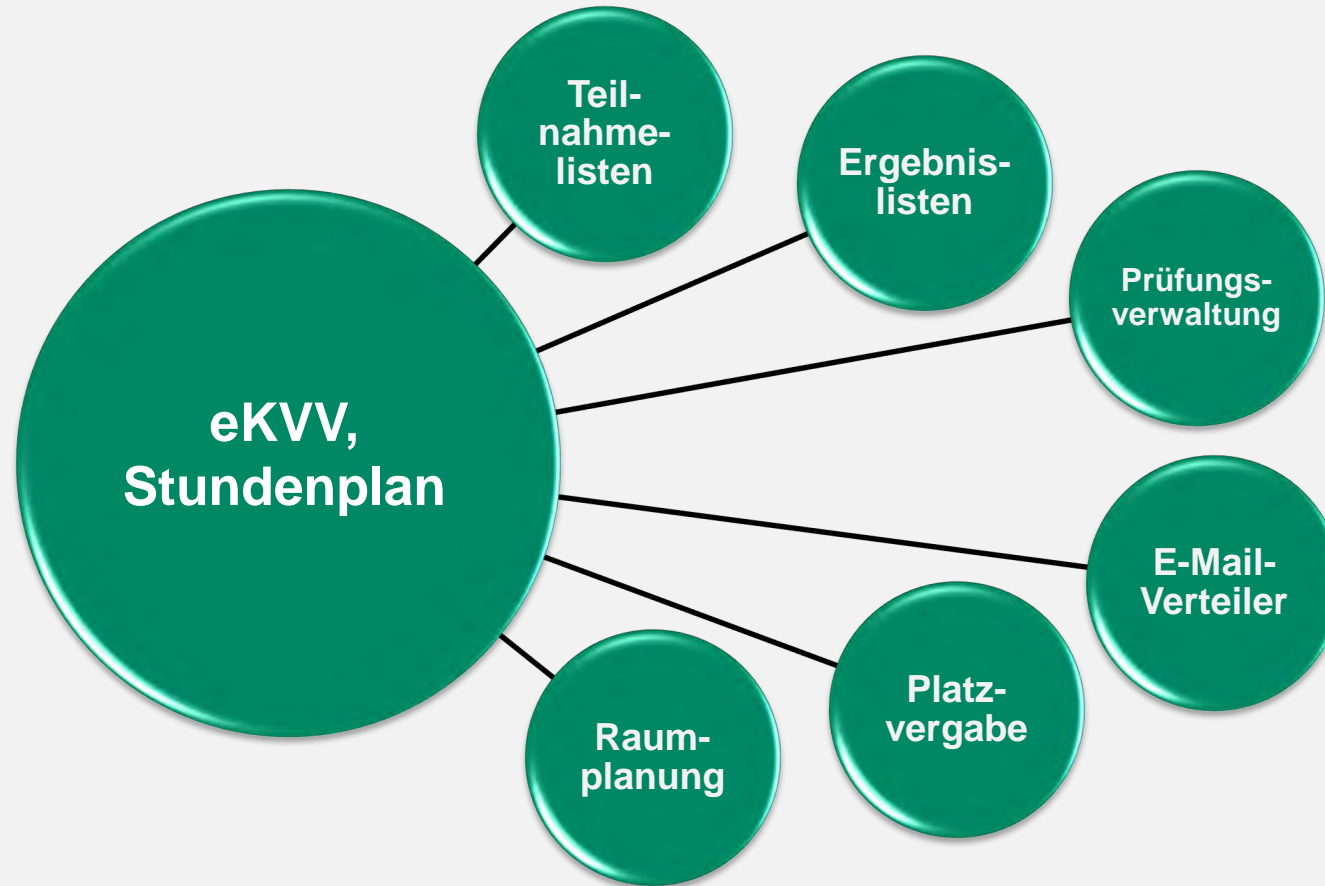 eKVV,
Stundenplan
Teil-
nahme-
listen
Ergebnis-
listen
Prüfungs-
verwaltung
E-Mail-
Verteiler
Platz-
vergabe
Raum-
planung